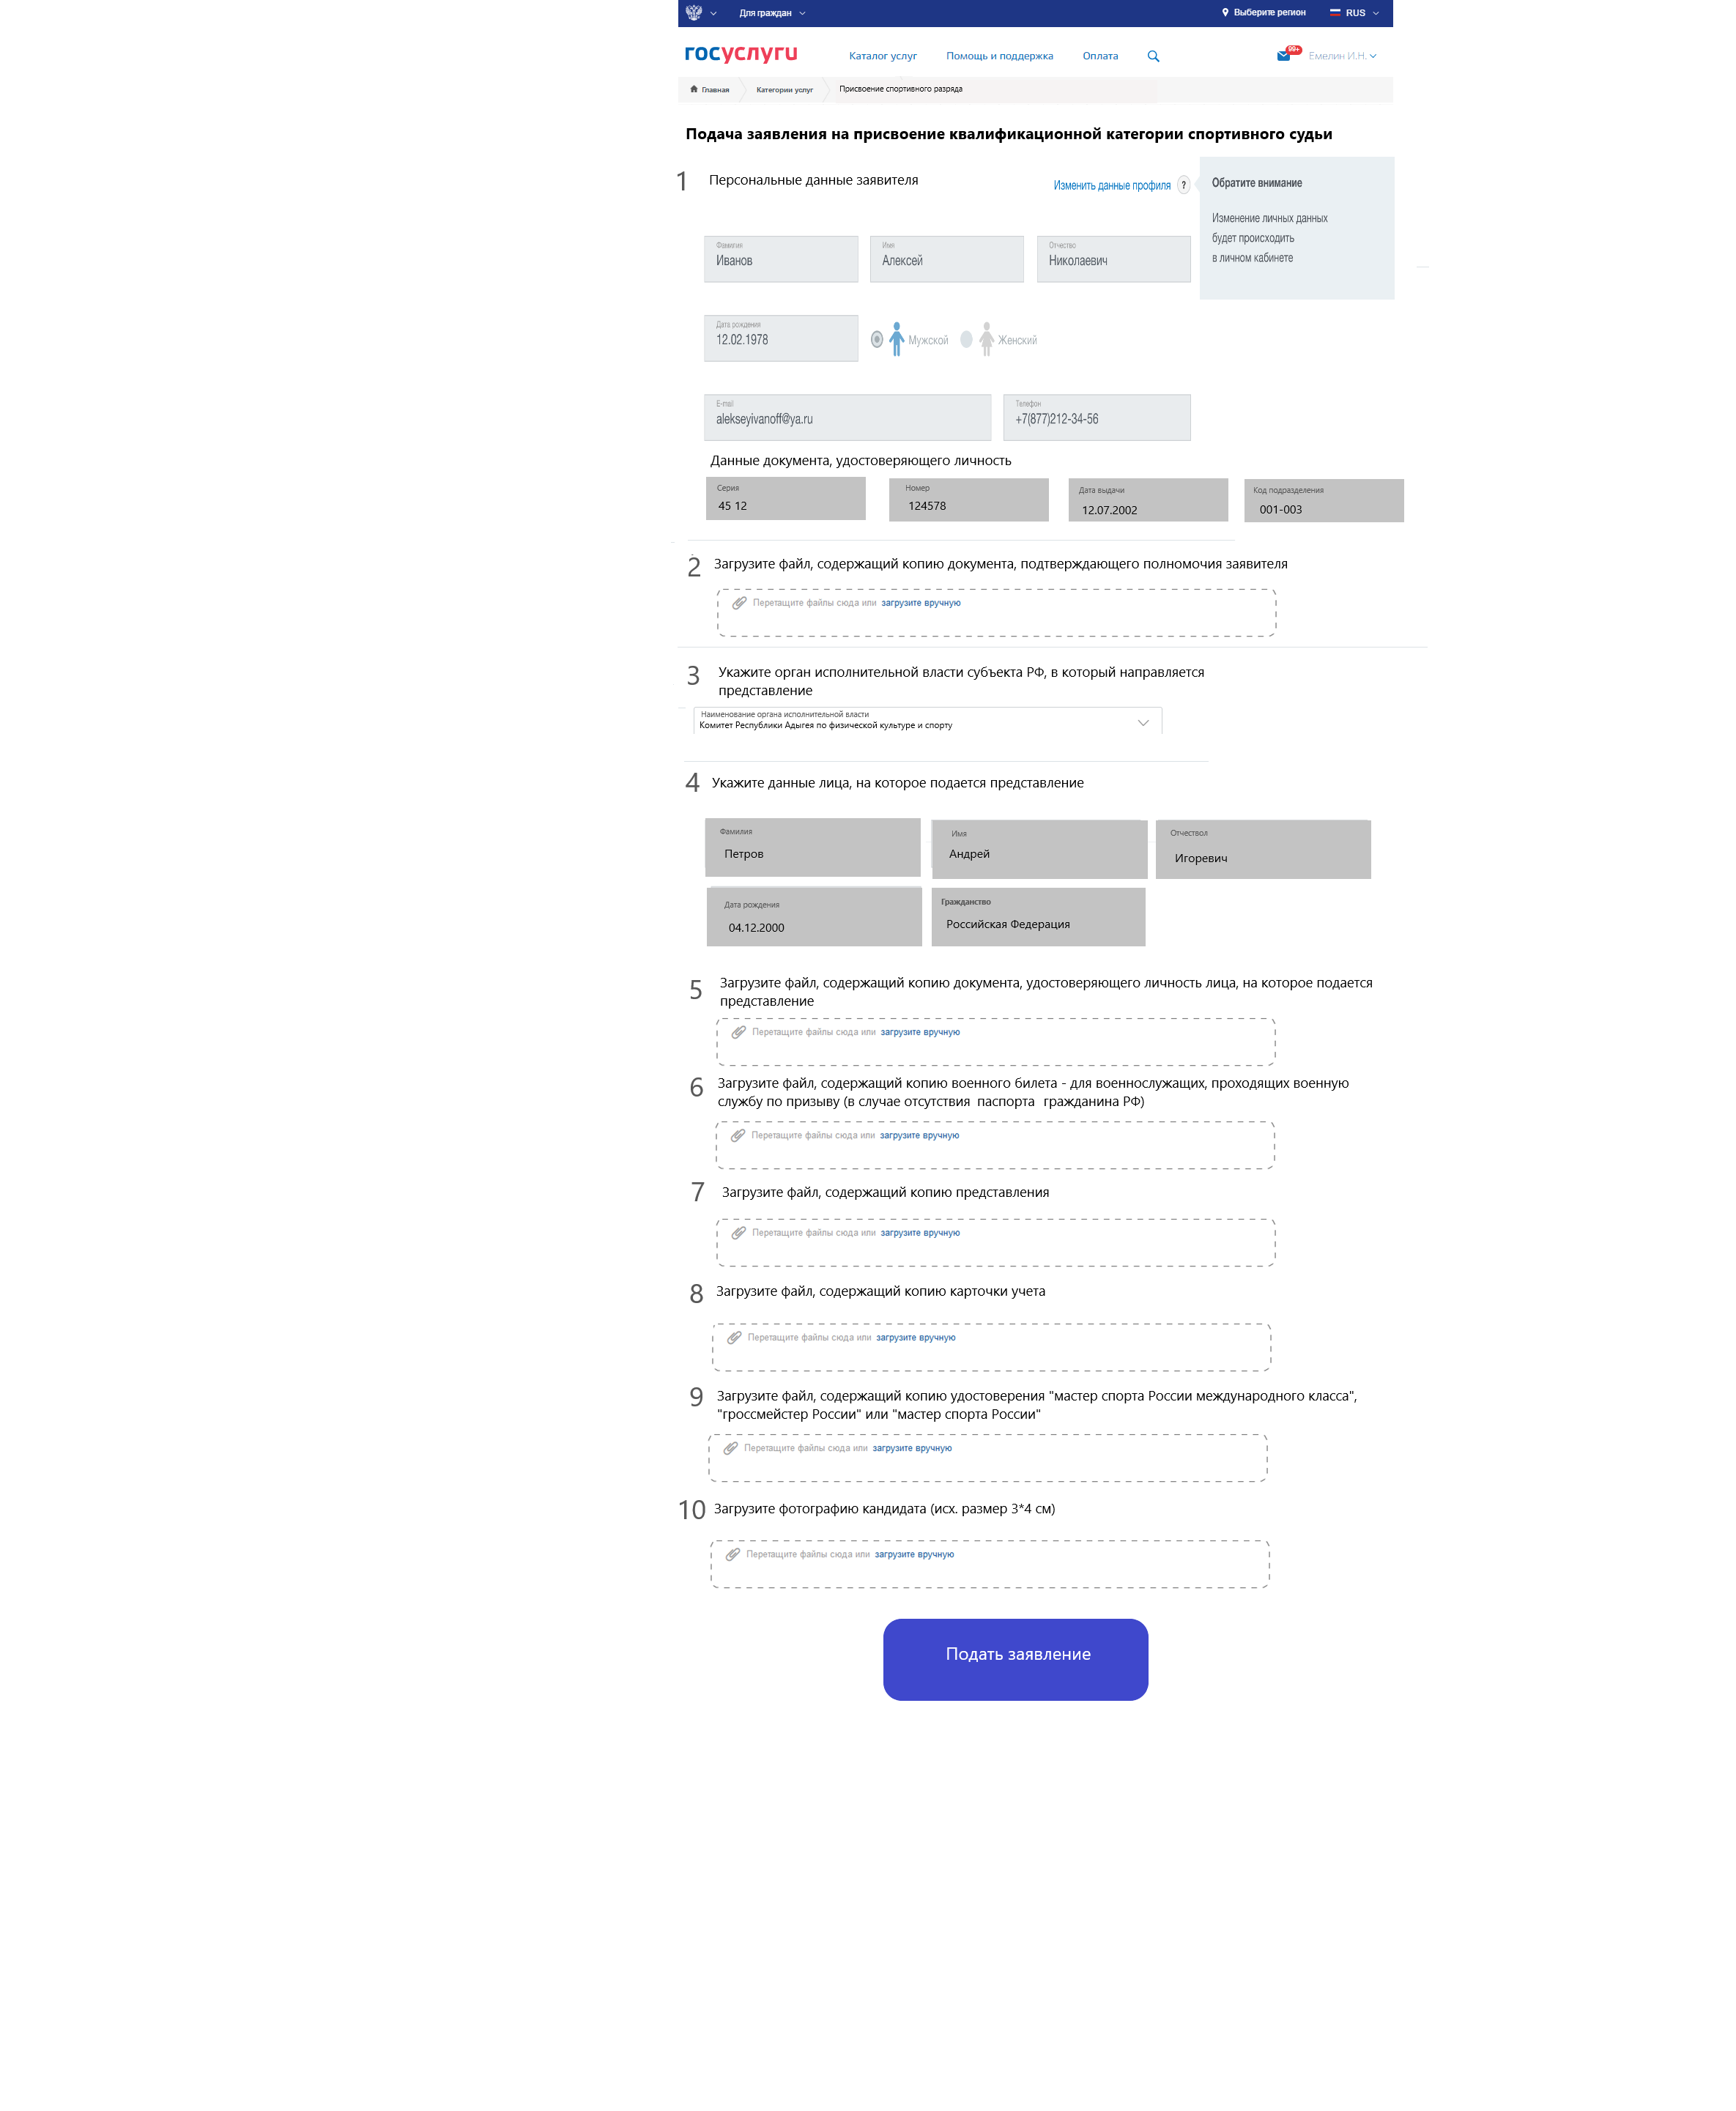 Для граждан
Выберите регион
RUS
госуслуги
Каталог услуг
Помощь и поддержка
Оплата
99+
Емелин И.Н.
Главная
Категории услуг
Присвоение спортивного разряда
Подача заявления на присвоение квалификационной категории спортивного судьи
1
Персональные данные заявителя
Изменить данные профиля
?
Обратите внимание
Изменение личных данных
будет происходить
в личном кабинете
Фамилия
Иванов
Имя
Алексей
Отчество
Николаевич
Дата рождения
12.02.1978
Мужской
Женский
E-mail
alekseyivanoff@ya.ru
Телефон
+7(877)212-34-56
Данные документа, удостоверяющего личность
Серия
45 12
Номер
124578
Дата выдачи
12.07.2002
Код подразделения
001-003
2
Загрузите файл, содержащий копию документа, подтверждающего полномочия заявителя
Перетащите файлы сюда или загрузите вручную
3
Укажите орган исполнительной власти субъекта РФ, в который направляется
представление
Наименование органа исполнительной власти
Комитет Республики Адыгея по физической культуре и спорту
4
Укажите данные лица, на которое подается представление
Фамилия
Петров
Имя
Андрей
Отчествол
Игоревич
Дата рождения
04.12.2000
Гражданство
Российская Федерация
5
Загрузите файл, содержащий копию документа, удостоверяющего личность лица, на которое подается
представление
Перетащите файлы сюда или загрузите вручную
6
Загрузите файл, содержащий копию военного билета - для военнослужащих, проходящих военную
службу по призыву (в случае отсутствия паспорта гражданина РФ)
Перетащите файлы сюда или загрузите вручную
7
Загрузите файл, содержащий копию представления
Перетащите файлы сюда или загрузите вручную
8
Загрузите файл, содержащий копию карточки учета
Перетащите файлы сюда или загрузите вручную
9
Загрузите файл, содержащий копию удостоверения "мастер спорта России международного класса",
"гроссмейстер России" или "мастер спорта России"
Перетащите файлы сюда или загрузите вручную
10
Загрузите фотографию кандидата (исх. размер 3*4 см)
Перетащите файлы сюда или загрузите вручную
Подать заявление